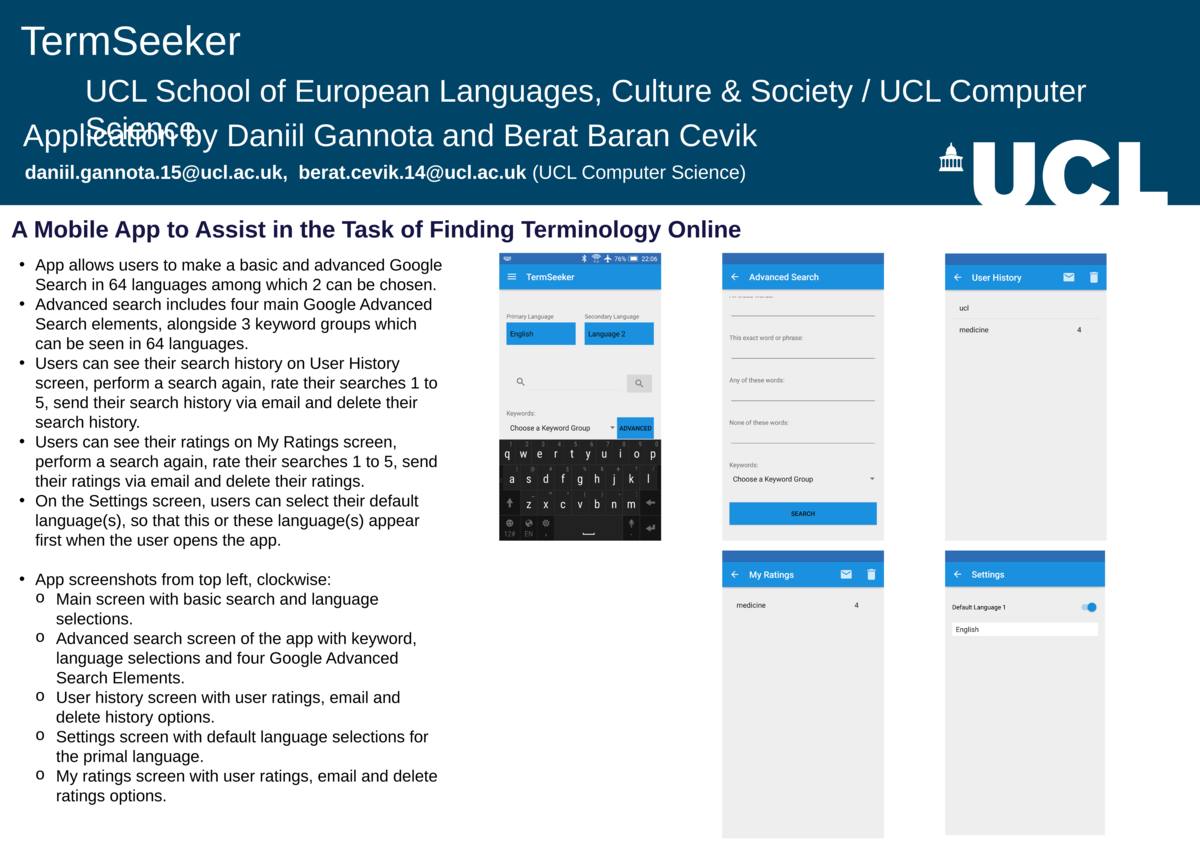 TermSeeker
UCL School of European Languages, Culture & Society / UCL Computer
Science
Application by Daniil Gannota and Berat Baran Cevik
daniil.gannota.15@ucl.ac.uk, berat.cevik.14@ucl.ac.uk (UCL Computer Science)
UCL
A Mobile App to Assist in the Task of Finding Terminology Online
• App allows users to make a basic and advanced Google
Search in 64 languages among which 2 can be chosen.
• Advanced search includes four main Google Advanced
Search elements, alongside 3 keyword groups which
can be seen in 64 languages.
• Users can see their search history on User History
screen, perform a search again, rate their searches 1 to
5, send their search history via email and delete their
search history.
• Users can see their ratings on My Ratings screen,
perform a search again, rate their searches 1 to 5, send
their ratings via email and delete their ratings.
• On the Settings screen, users can select their default
language(s), so that this or these language(s) appear
first when the user opens the app.
• App screenshots from top left, clockwise:
o Main screen with basic search and language
selections.
o Advanced search screen of the app with keyword,
language selections and four Google Advanced
Search Elements.
o User history screen with user ratings, email and
delete history options.
o Settings screen with default language selections for
the primal language.
o My ratings screen with user ratings, email and delete
ratings options.
76% 22:06
TermSeeker
Primary Language Secondary Language
English Language 2
Keywords:
Choose a Keyword Group ADVANCED
1 2 3 4 5 6 7 8 9 0
q w e r t y u i o p
a s d f g h j k l
z x c v b n m
12# EN , .
Advanced Search
This exact word or phrase:
Any of these words:
None of these words:
Keywords:
Choose a Keyword Group
SEARCH
User History
ucl
medicine 4
My Ratings
medicine 4
Settings
Default Language 1
English